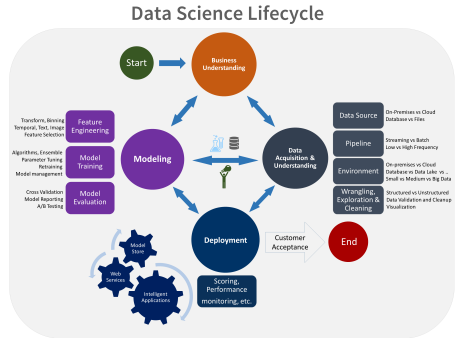 Data Science Lifecycle
Start
Business
Understanding
Transform, Binning
Temporal, Text, Image
Feature Selection
Feature
Engineering
Algorithms, Ensemble
Parameter Tuning
Retraining
Model management
Model
Training
Cross Validation
Model Reporting
A/B Testing
Model
Evaluation
Modeling
Data
Acquisition &
Understanding
Data Source
On-Premises vs Cloud
Database vs Files
Pipeline
Streaming vs Batch
Low vs High Frequency
Environment
On-premises vs Cloud
Database vs Data Lake vs ..
Small vs Medium vs Big Data
Wrangling,
Exploration &
Cleaning
Structured vs Unstructured
Data Validation and Cleanup
Visualization
Deployment
Customer
Acceptance
End
Scoring,
Performance
monitoring, etc.
Model
Store
Web
Services
Intelligent
Applications